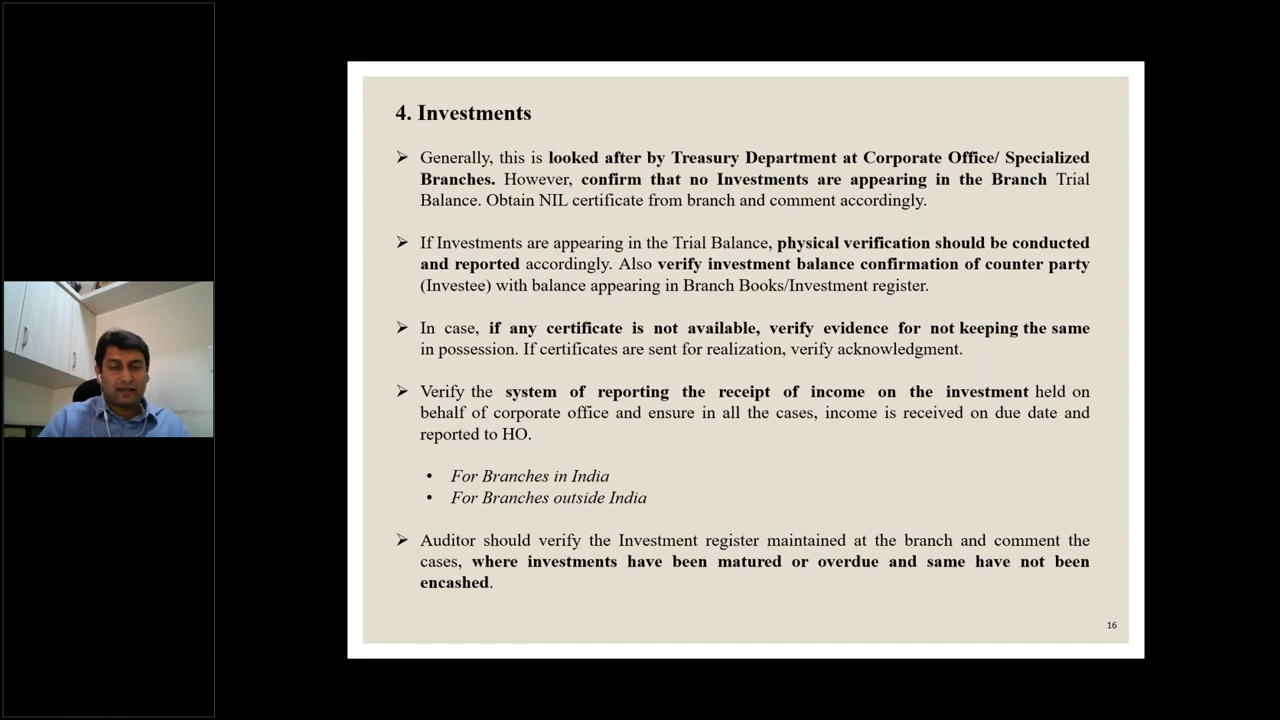 4. Investments
➢ Generally, this is looked after by Treasury Department at Corporate Office/ Specialized
Branches. However, confirm that no Investments are appearing in the Branch Trial
Balance. Obtain NIL certificate from branch and comment accordingly.
➢ If Investments are appearing in the Trial Balance, physical verification should be conducted
and reported accordingly. Also verify investment balance confirmation of counter party
(Investee) with balance appearing in Branch Books/Investment register.
➢ In case, if any certificate is not available, verify evidence for not keeping the same
in possession. If certificates are sent for realization, verify acknowledgment.
➢ Verify the system of reporting the receipt of income on the investment held on
behalf of corporate office and ensure in all the cases, income is received on due date and
reported to HO.
• For Branches in India
• For Branches outside India
➢ Auditor should verify the Investment register maintained at the branch and comment the
cases, where investments have been matured or overdue and same have not been
encashed.
16